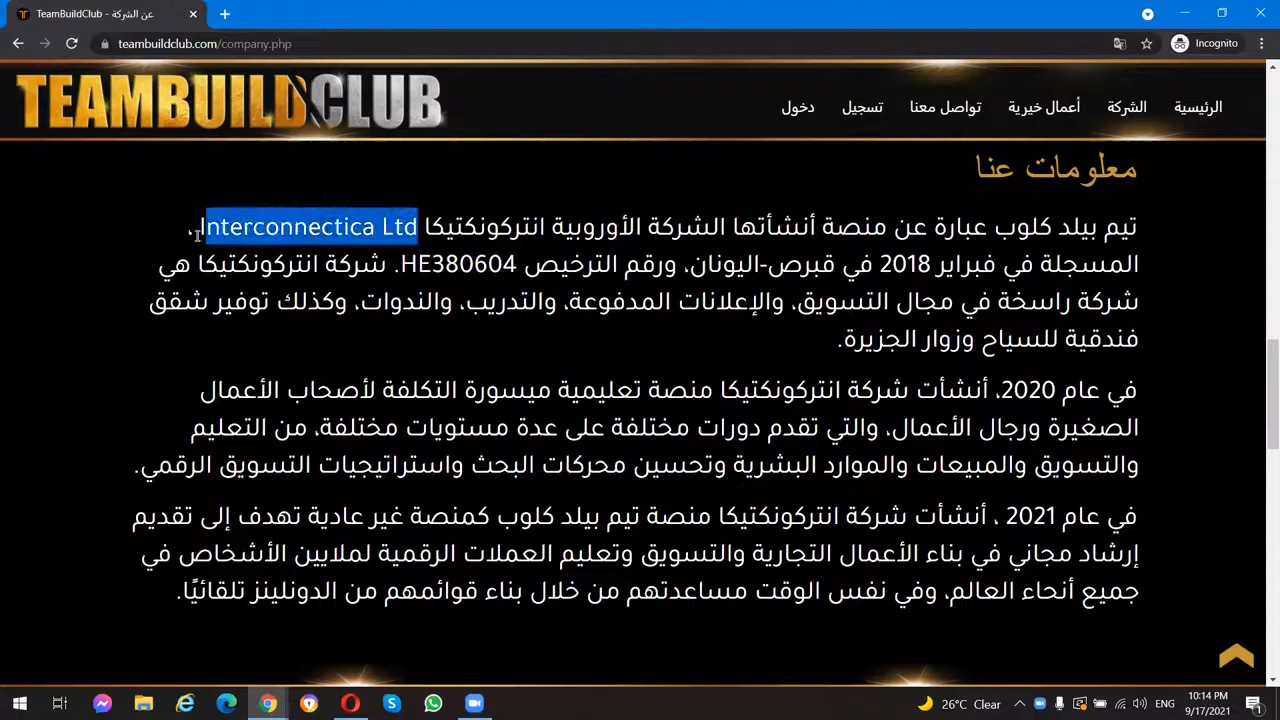 TeamBuildClub - عن الشركة
teambuildclub.com/company.php
Incognito
TEAMBUILDCLUB
الرئيسية الشركة أعمال خيرية تواصل معنا تسجيل دخول
معلومات عنا
تيم بيلد كلوب عبارة عن منصة أنشأتها الشركة الأوروبية انتركونكتيكا Interconnectica Ltd ،
المسجلة في فبراير 2018 في قبرص-اليونان، ورقم الترخيص HE380604. شركة انتركونكتيكا هي
شركة راسخة في مجال التسويق، والإعلانات المدفوعة، والتدريب، والندوات، وكذلك توفير شقق
فندقية للسياح وزوار الجزيرة.
في عام 2020، أنشأت شركة انتركونكتيكا منصة تعليمية ميسورة التكلفة لأصحاب الأعمال
الصغيرة ورجال الأعمال، والتي تقدم دورات مختلفة على عدة مستويات مختلفة، من التعليم
والتسويق والمبيعات والموارد البشرية وتحسين محركات البحث واستراتيجيات التسويق الرقمي.
في عام 2021 ، أنشأت شركة انتركونكتيكا منصة تيم بيلد كلوب كمنصة غير عادية تهدف إلى تقديم
إرشاد مجاني في بناء الأعمال التجارية والتسويق وتعليم العملات الرقمية لملايين الأشخاص في
جميع أنحاء العالم، وفي نفس الوقت مساعدتهم من خلال بناء قوائمهم من الدونلينز تلقائيًا.
26°C Clear
ENG
10:14 PM
9/17/2021